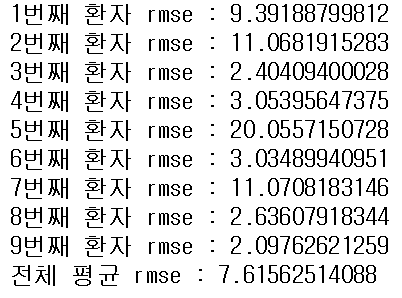 1번째 환자 rmse : 9.39188799812
2번째 환자 rmse : 11.0681915283
3번째 환자 rmse : 2.40409400028
4번째 환자 rmse : 3.05395647375
5번째 환자 rmse : 20.0557150728
6번째 환자 rmse : 3.03489940951
7번째 환자 rmse : 11.0708183146
8번째 환자 rmse : 2.63607918344
9번째 환자 rmse : 2.09762621259
전체 평균 rmse : 7.61562514088